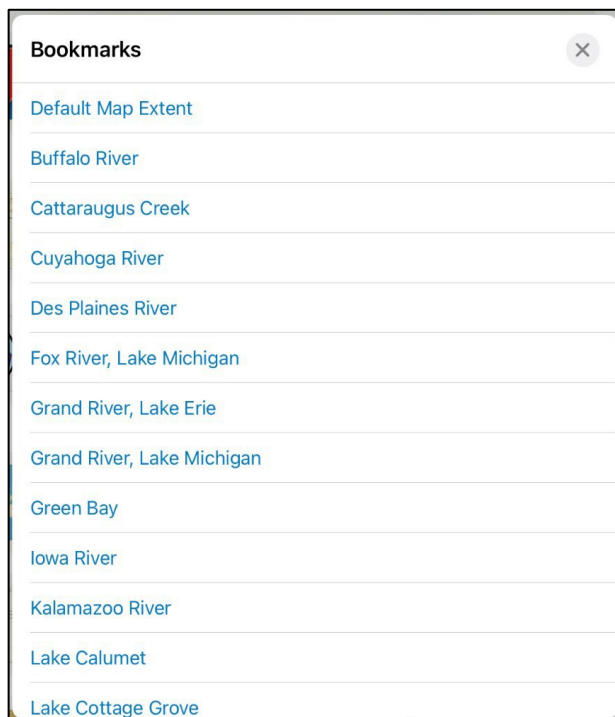 Bookmarks
Default Map Extent
Buffalo River
Cattaraugus Creek
Cuyahoga River
Des Plaines River
Fox River, Lake Michigan
Grand River, Lake Erie
Grand River, Lake Michigan
Green Bay
Iowa River
Kalamazoo River
Lake Calumet
Lake Cottage Grove